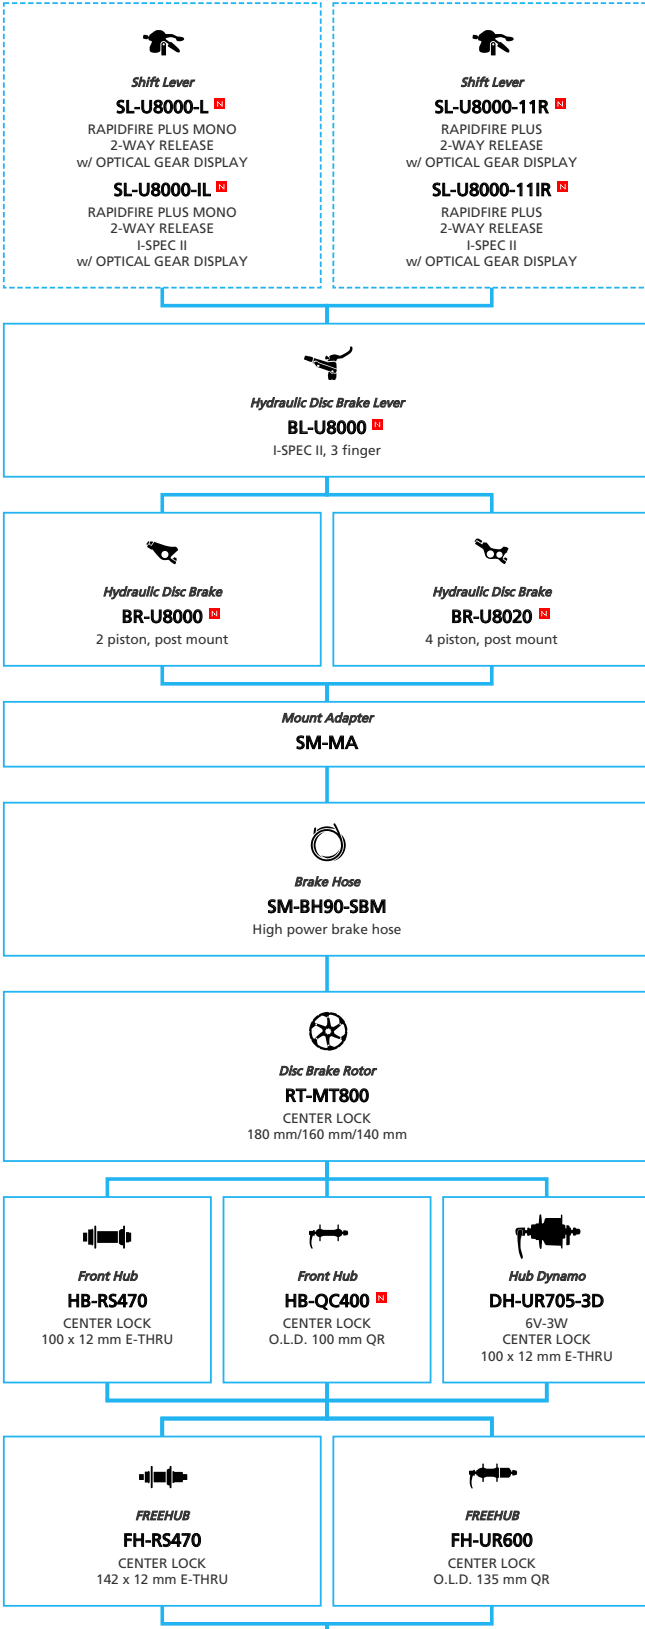 Shift Lever
SL-U8000-L N
RAPIDFIRE PLUS MONO
2-WAY RELEASE
w/ OPTICAL GEAR DISPLAY
SL-U8000-IL N
RAPIDFIRE PLUS MONO
2-WAY RELEASE
I-SPEC II
w/ OPTICAL GEAR DISPLAY
Shift Lever
SL-U8000-11R N
RAPIDFIRE PLUS
2-WAY RELEASE
w/ OPTICAL GEAR DISPLAY
SL-U8000-11IR N
RAPIDFIRE PLUS
2-WAY RELEASE
I-SPEC II
w/ OPTICAL GEAR DISPLAY
Hydraulic Disc Brake Lever
BL-U8000 N
I-SPEC II, 3 finger
Hydraulic Disc Brake
BR-U8000 N
2 piston, post mount
Hydraulic Disc Brake
BR-U8020 N
4 piston, post mount
Mount Adapter
SM-MA
Brake Hose
SM-BH90-SBM
High power brake hose
Disc Brake Rotor
RT-MT800
CENTER LOCK
180 mm/160 mm/140 mm
Front Hub
HB-RS470
CENTER LOCK
100 x 12 mm E-THRU
Front Hub
HB-QC400 N
CENTER LOCK
O.L.D. 100 mm QR
Hub Dynamo
DH-UR705-3D
6V-3W
CENTER LOCK
100 x 12 mm E-THRU
FREEHUB
FH-RS470
CENTER LOCK
142 x 12 mm E-THRU
FREEHUB
FH-UR600
CENTER LOCK
O.L.D. 135 mm QR